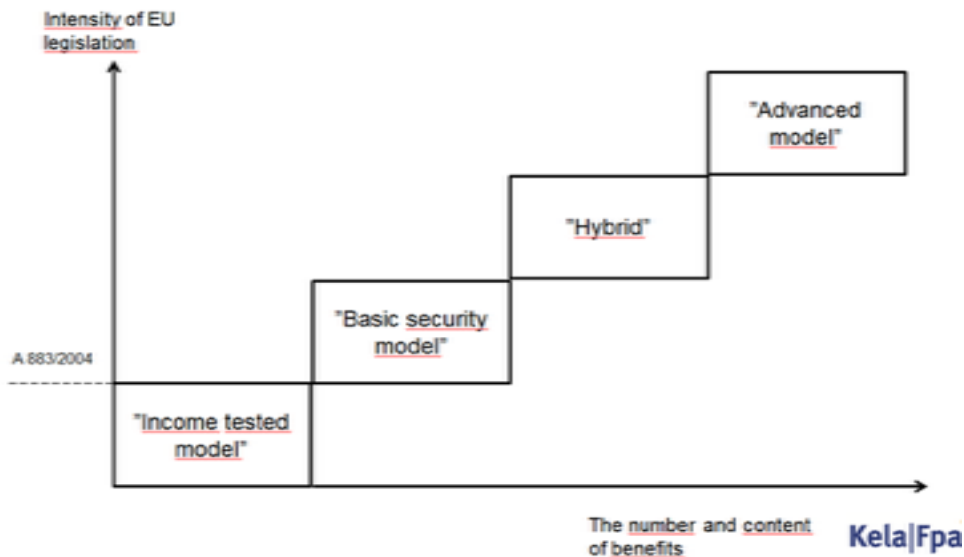 Intensity of EU
legislation
"Advanced
model"
"Hybrid"
"Basic security
model"
A 883/2004
"Income tested
model"
The number and content
of benefits
Kela|Fpa